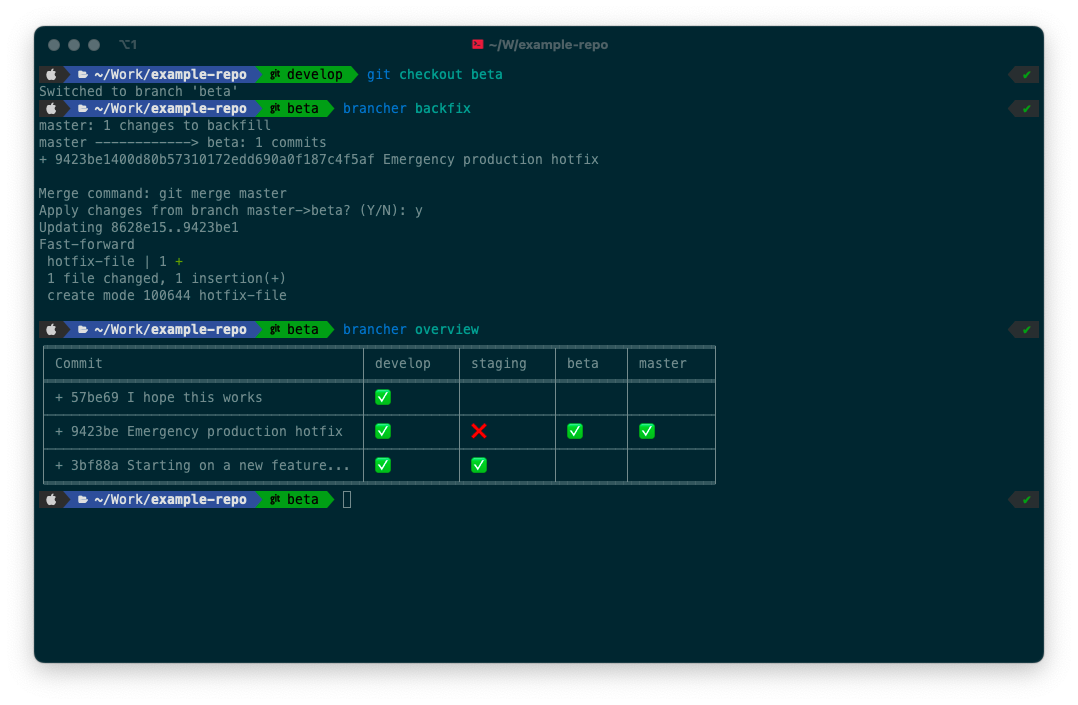 ⌥1
~/W/example-repo
~/Work/example-repo git develop git checkout beta ✔
Switched to branch 'beta'
~/Work/example-repo git beta brancher backfix ✔
master: 1 changes to backfill
master ------------> beta: 1 commits
+ 9423be1400d80b57310172edd690a0f187c4f5af Emergency production hotfix
Merge command: git merge master
Apply changes from branch master->beta? (Y/N): y
Updating 8628e15..9423be1
Fast-forward
hotfix-file | 1 +
1 file changed, 1 insertion(+)
create mode 100644 hotfix-file
~/Work/example-repo git beta brancher overview ✔
Commit develop staging beta master
+ 57be69 I hope this works ✅
+ 9423be Emergency production hotfix ✅ ❌ ✅ ✅
+ 3bf88a Starting on a new feature... ✅ ✅
~/Work/example-repo git beta ✔